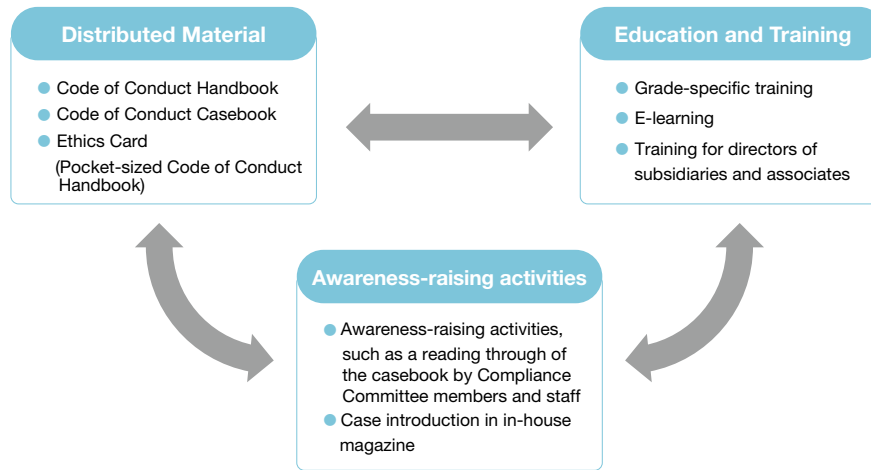 Distributed Material
Code of Conduct Handbook
Code of Conduct Casebook
Ethics Card
(Pocket-sized Code of Conduct
Handbook)
Education and Training
Grade-specific training
E-learning
Training for directors of
subsidiaries and associates
Awareness-raising activities
Awareness-raising activities,
such as a reading through of
the casebook by Compliance
Committee members and staff
Case introduction in in-house
magazine